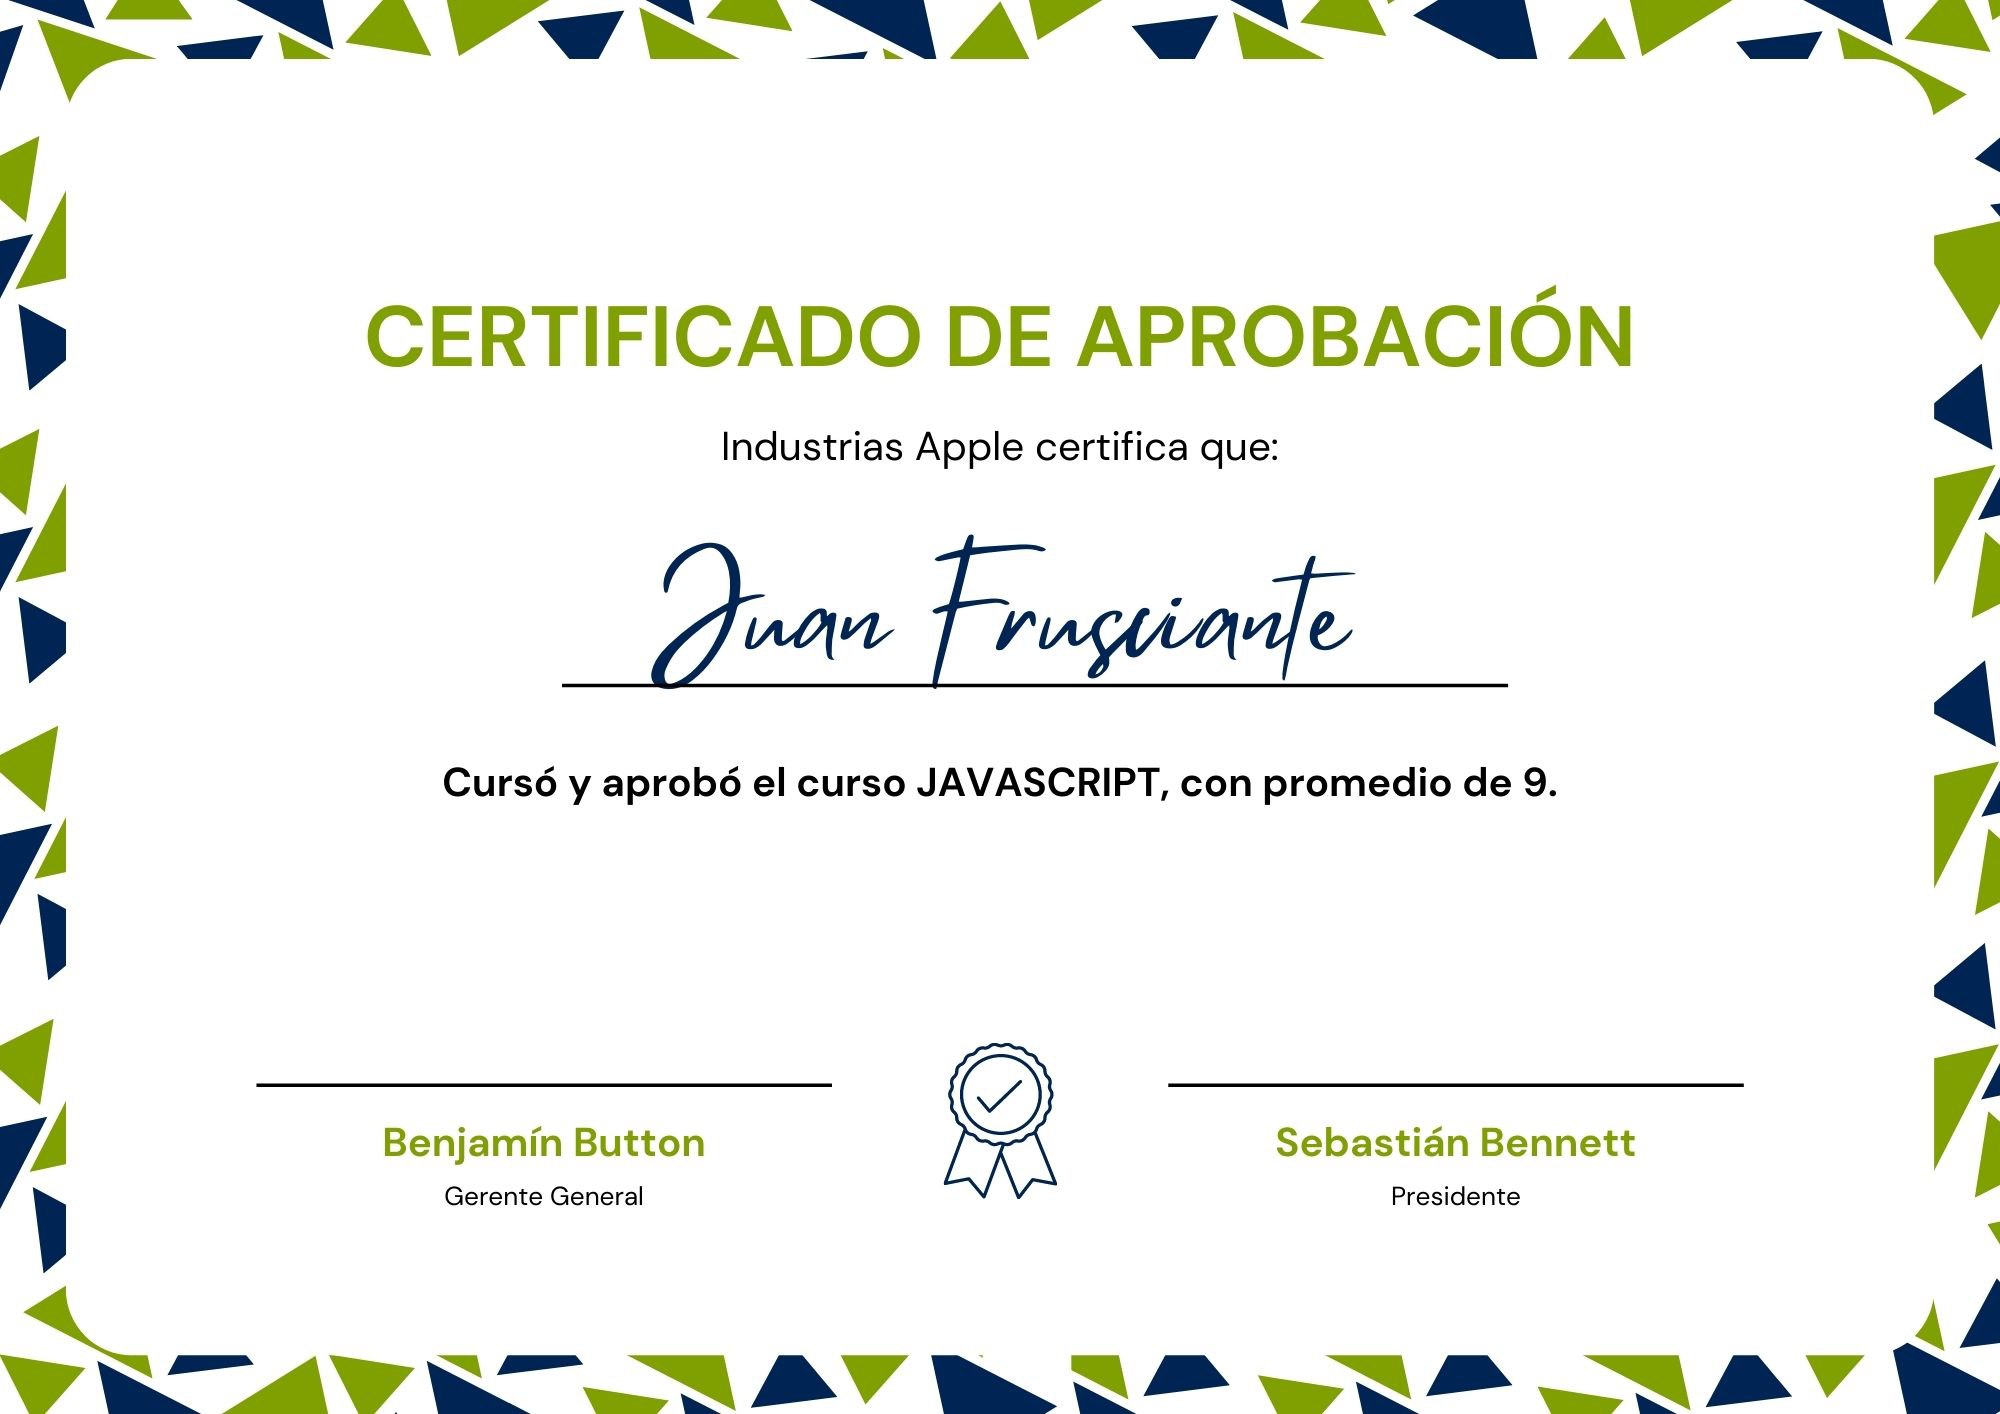 CERTIFICADO DE APROBACIÓN
Industrias Apple certifica que:
Juan Frusciante
Cursó y aprobó el curso JAVASCRIPT, con promedio de 9.
Benjamín Button
Gerente General
Sebastián Bennett
Presidente